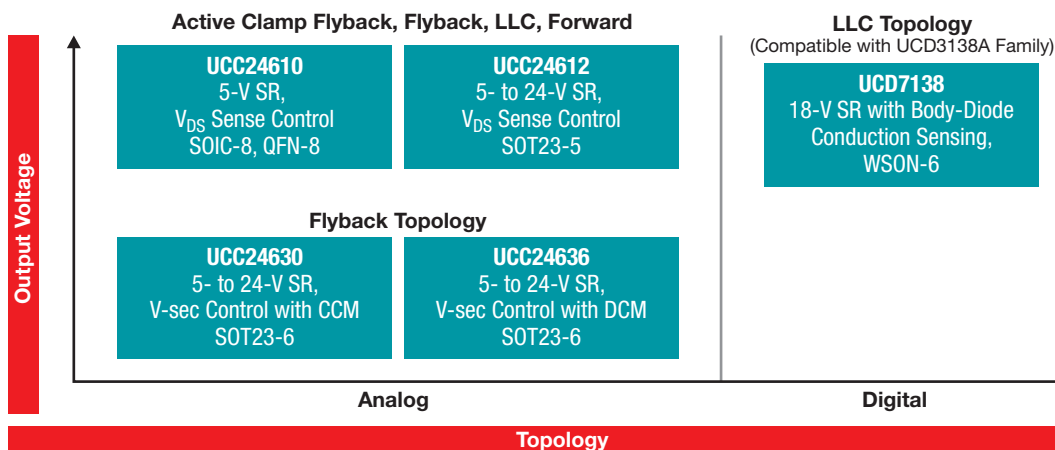 Active Clamp Flyback, Flyback, LLC, Forward
UCC24610
5-V SR,
VDS Sense Control
SOIC-8, QFN-8
UCC24612
5- to 24-V SR,
VDS Sense Control
SOT23-5
LLC Topology
(Compatible with UCD3138A Family)
UCD7138
18-V SR with Body-Diode
Conduction Sensing,
WSON-6
Flyback Topology
UCC24630
5- to 24-V SR,
V-sec Control with CCM
SOT23-6
UCC24636
5- to 24-V SR,
V-sec Control with DCM
SOT23-6
Output Voltage
Analog
Digital
Topology